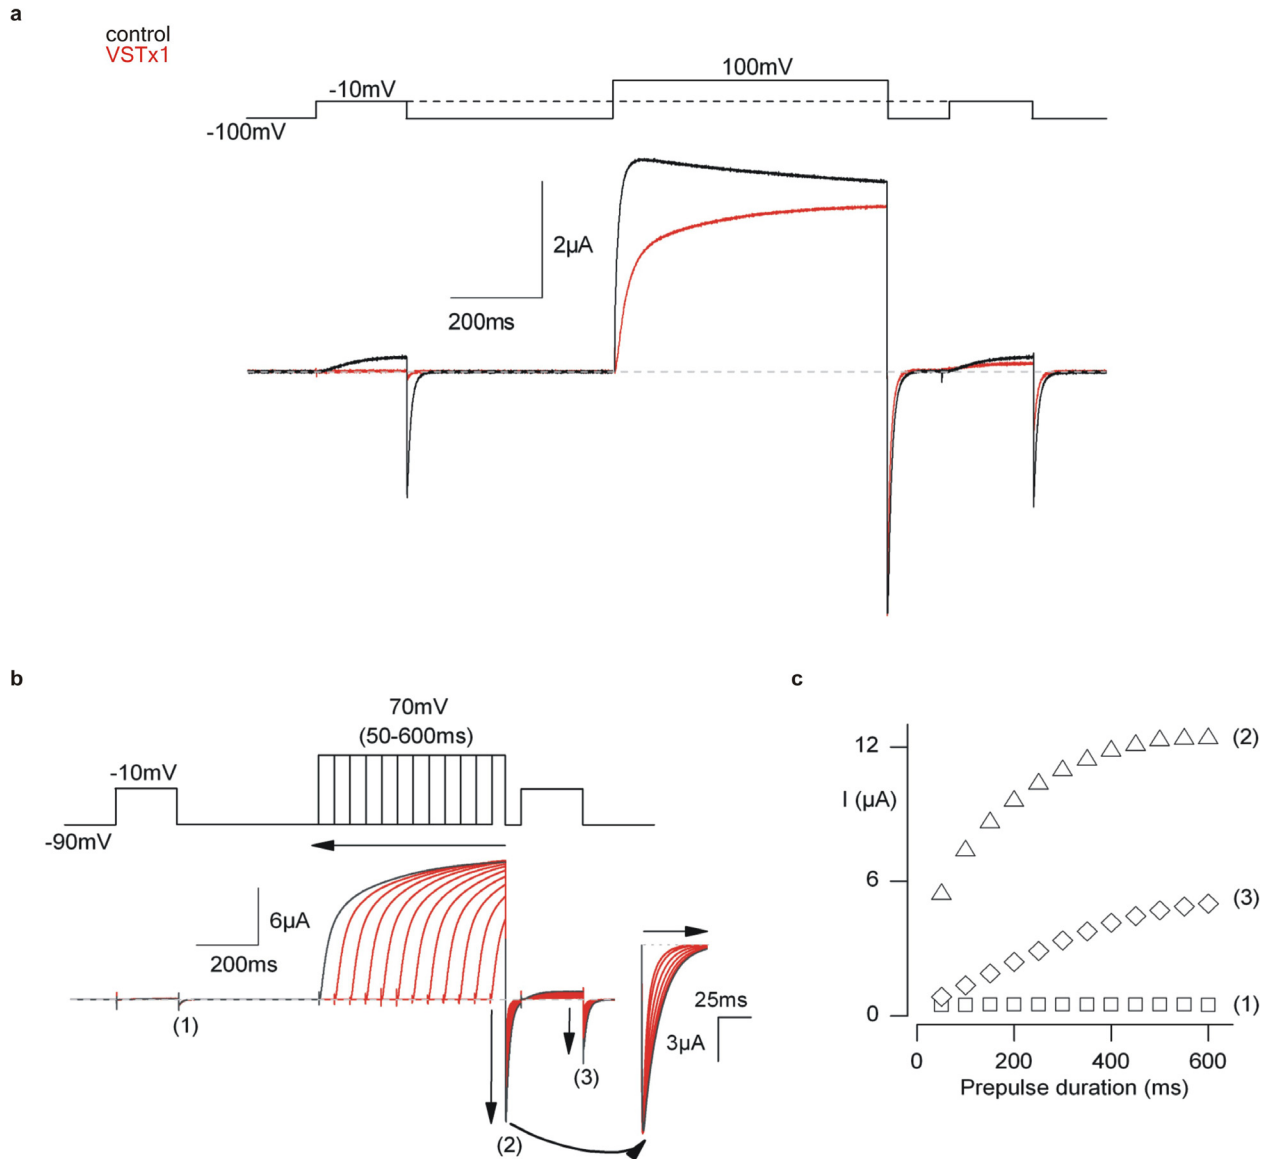 a
control
VSTx1
100mV
-10mV
-100mV
2µA
200ms
b
c
70mV
(50-600ms)
-10mV
-90mV
6µA
200ms
(1)
25ms
3µA
(3)
(2)
12
(2)
I (µA)
6
(3)
0
(1)
0
200
400
600
Prepulse duration (ms)